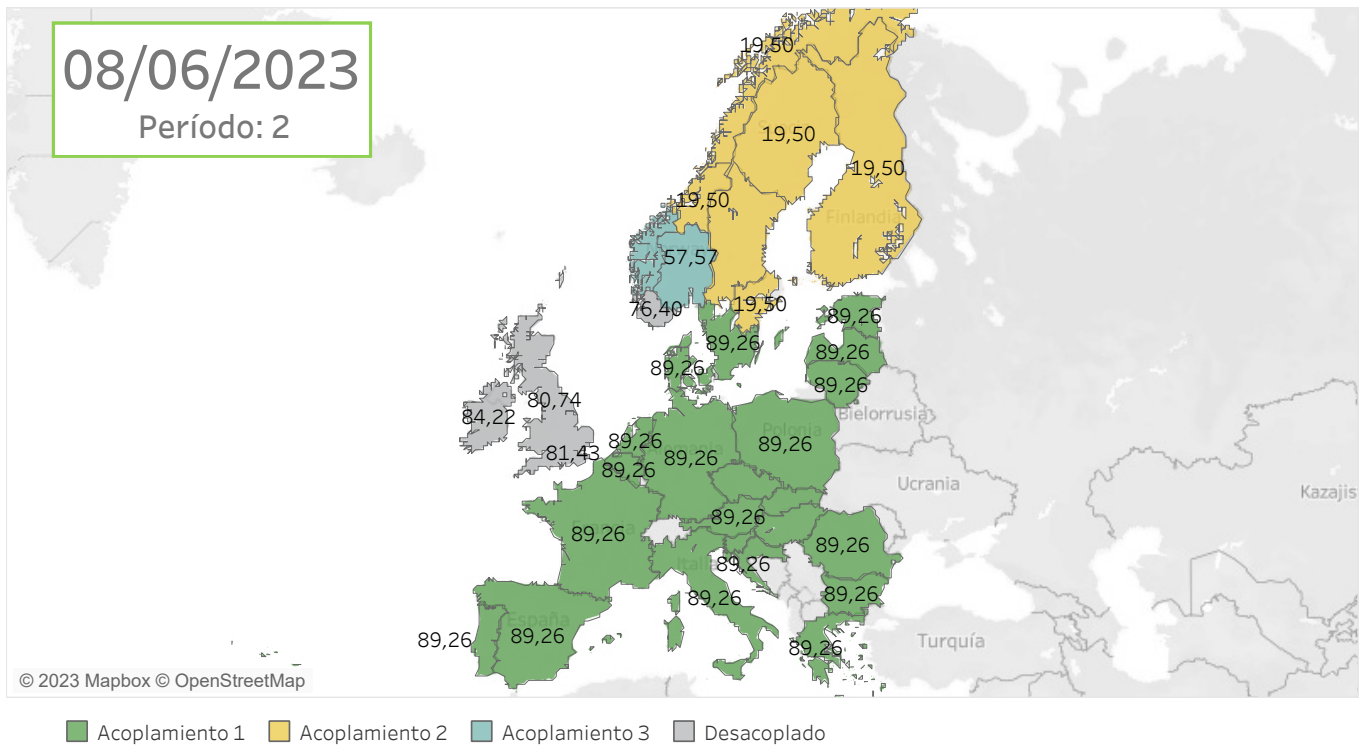 08/06/2023
Período: 2
19,50
19,50
19,50
Finlandia
19,50
57,57
76,40
19,50
89,26
89,26
89,26
89,26
89,26
Bielorrusia
80,74
84,22
81,43
89,26
89,26
89,26
Polonia
89,26
Ucrania
Kazajis
89,26
89,26
89,26
Italia
89,26
89,26
89,26
España
89,26
89,26
89,26
Turquía
© 2023 Mapbox © OpenStreetMap
Acoplamiento 1
Acoplamiento 2
Acoplamiento 3
Desacoplado